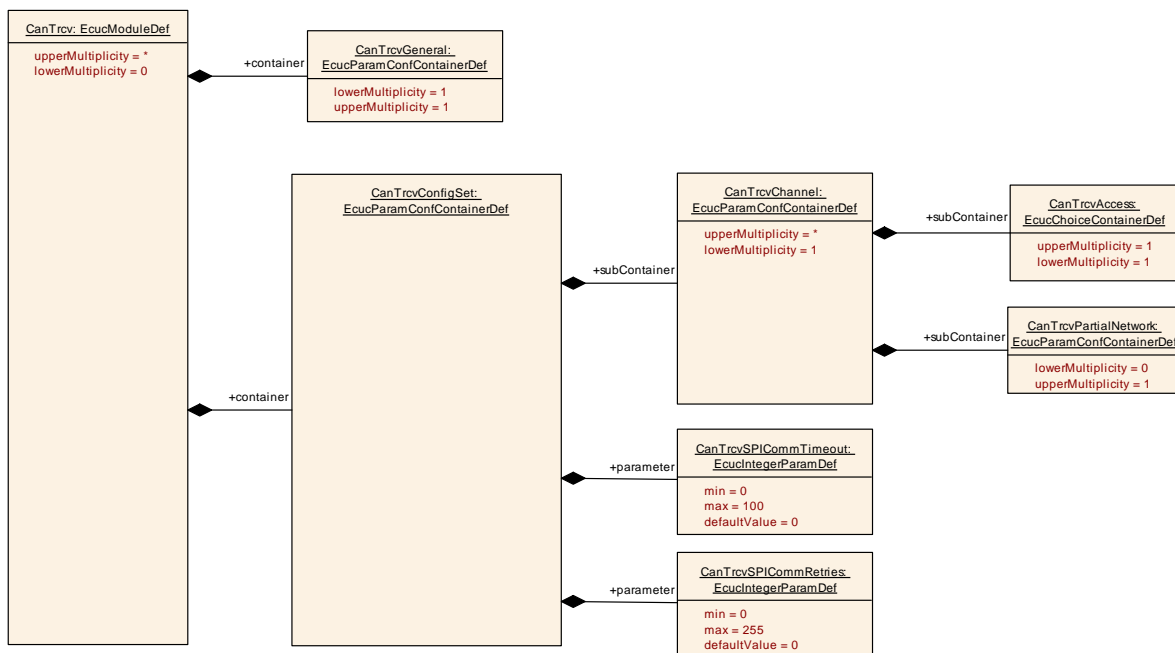 CanTrcv: EcucModuleDef
upperMultiplicity = *
lowerMultiplicity = 0
+container
CanTrcvGeneral:
EcucParamConfContainerDef
lowerMultiplicity = 1
upperMultiplicity = 1
+container
CanTrcvConfigSet:
EcucParamConfContainerDef
+subContainer
CanTrcvChannel:
EcucParamConfContainerDef
upperMultiplicity = *
lowerMultiplicity = 1
+subContainer
CanTrcvAccess:
EcucChoiceContainerDef
upperMultiplicity = 1
lowerMultiplicity = 1
+subContainer
CanTrcvPartialNetwork:
EcucParamConfContainerDef
lowerMultiplicity = 0
upperMultiplicity = 1
+parameter
CanTrcvSPICommTimeout:
EcucIntegerParamDef
min = 0
max = 100
defaultValue = 0
+parameter
CanTrcvSPICommRetries:
EcucIntegerParamDef
min = 0
max = 255
defaultValue = 0